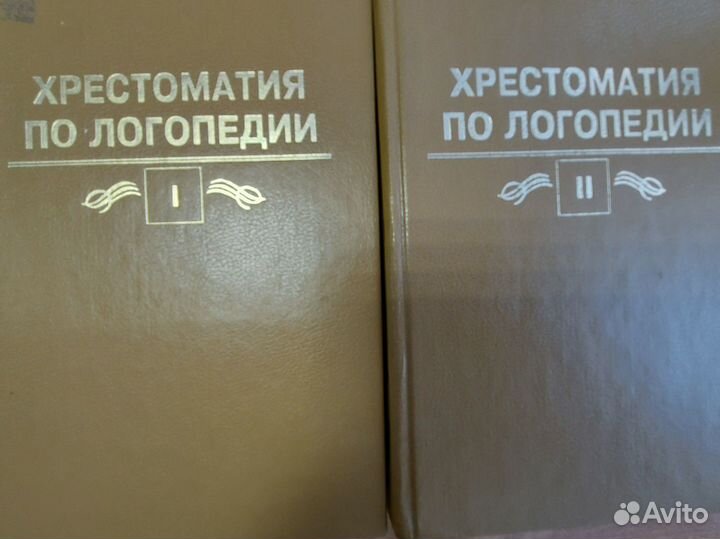 ХРЕСТОМАТИЯ
ПО ЛОГОПЕДИИ
I
ХРЕСТОМАТИЯ
ПО ЛОГОПЕДИИ
II
Avito